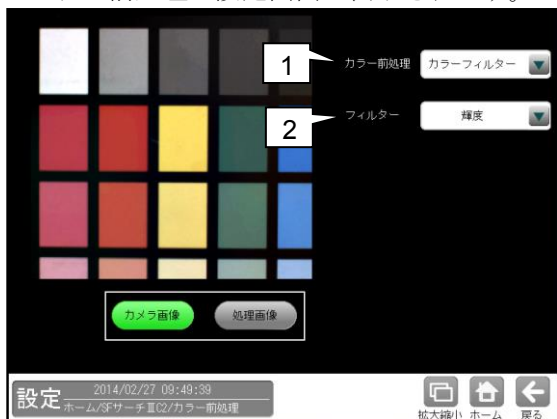 1
カラー前処理
カラーフィルター
2
フィルター
輝度
カメラ画像
処理画像
設定
2014/02/27 09:49:39
ホーム/SFサーチⅢC2/カラー前処理
拡大縮小
ホーム
戻る